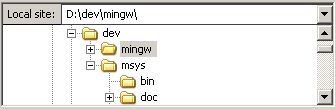 Local site: D:\dev\mingw\
dev
mingw
msys
bin
doc